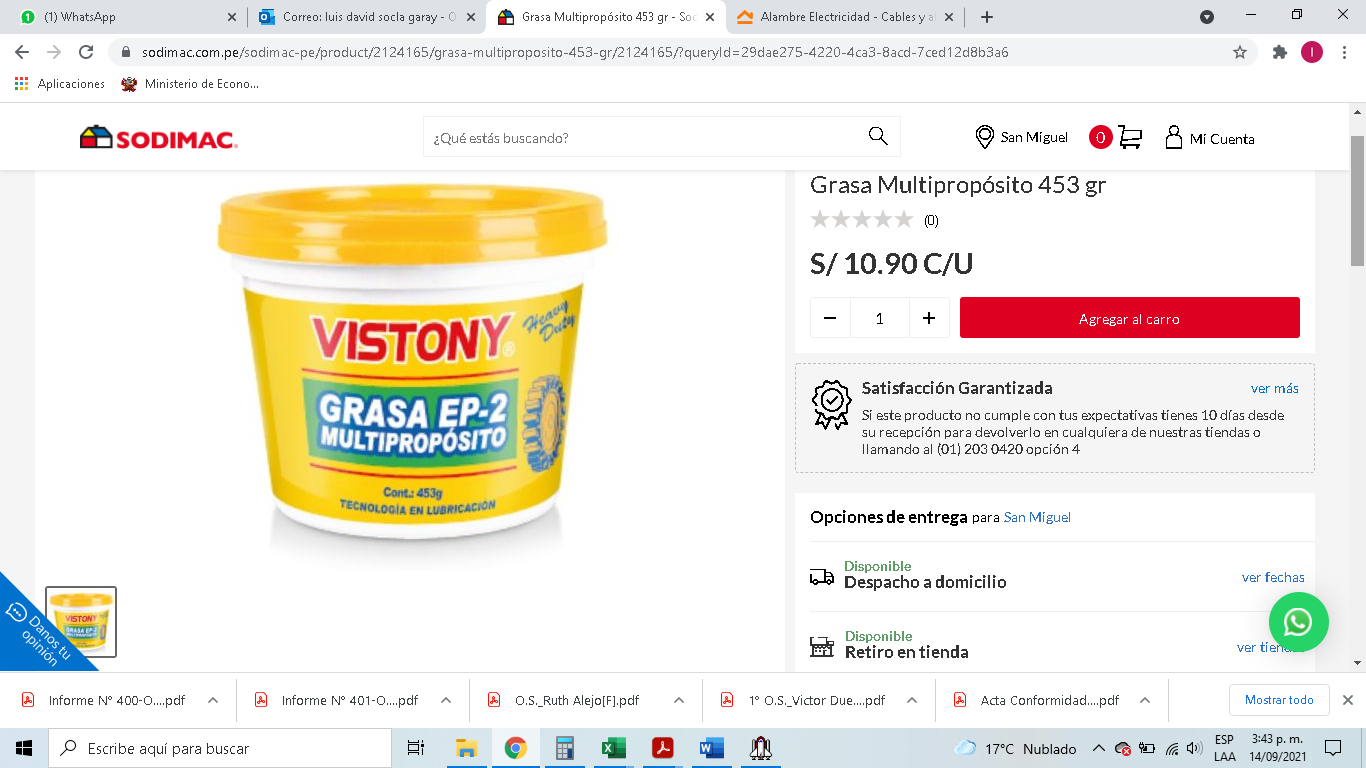 (1) WhatsApp
Correo: luis david socla garay - O
Grasa Multipropósito 453 gr - Soc
Alambre Electricidad - Cables y a
sodimac.com.pe/sodimac-pe/product/2124165/grasa-multiproposito-453-gr/2124165/?queryId=29dae275-4220-4ca3-8acd-7ced12d8b3a6
I
Aplicaciones
Ministerio de Econo...
SODIMAC
¿Qué estás buscando?
San Miguel
0
Mi Cuenta
Grasa Multipropósito 453 gr
(0)
S/ 10.90 C/U
1
Agregar al carro
VISTONY®
Heavy Duty
GRASA EP-2
MULTIPROPÓSITO
Cont.: 453g
TECNOLOGÍA EN LUBRICACIÓN
Satisfacción Garantizada
ver más
Si este producto no cumple con tus expectativas tienes 10 días desde
su recepción para devolverlo en cualquiera de nuestras tiendas o
llamando al (01) 203 0420 opción 4
Opciones de entrega para San Miguel
Disponible
Despacho a domicilio
ver fechas
Disponible
Retiro en tienda
ver tiendas
VISTONY
GRASA EP-2
MULTIPROPÓSITO
Danos tu
opinión
Informe N° 400-O....pdf
Informe N° 401-O....pdf
O.S._Ruth Alejo[F].pdf
1° O.S._Victor Due....pdf
Acta Conformidad....pdf
Mostrar todo
Escribe aquí para buscar
17°C Nublado
ESP
LAA
3:43 p. m.
14/09/2021